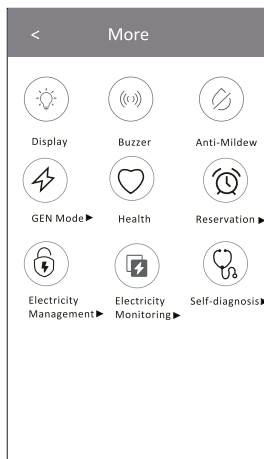 < More
Display Buzzer Anti-Mildew
GEN Mode▶ Health Reservation▶
Electricity Electricity Self-diagnosis▶
Management▶ Monitoring▶